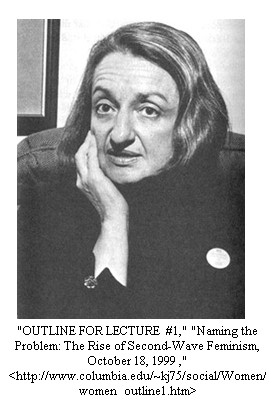 "OUTLINE FOR LECTURE #1," "Naming the
Problem: The Rise of Second-Wave Feminism,
October 18, 1999 ,"
<http://www.columbia.edu/~kj75/social/Women/
women_outline1.htm>